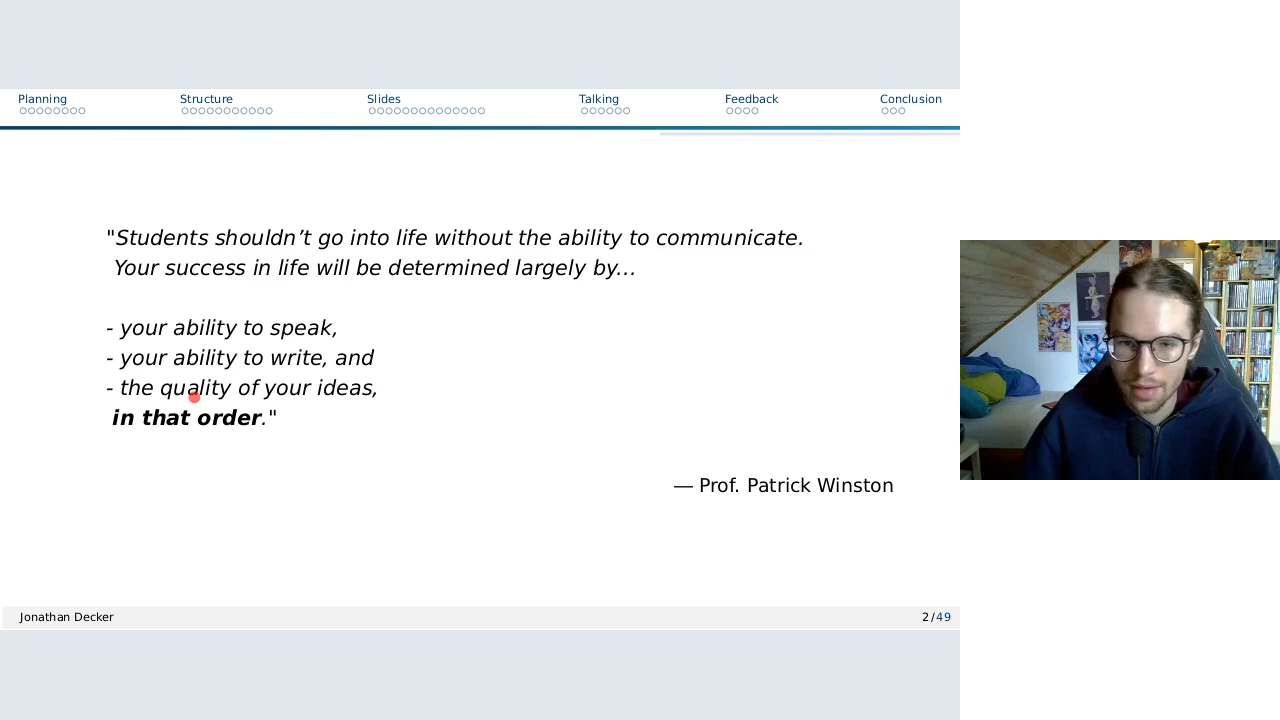 Planning Structure Slides Talking Feedback Conclusion
"Students shouldn’t go into life without the ability to communicate.
Your success in life will be determined largely by...
- your ability to speak,
- your ability to write, and
- the quality of your ideas,
in that order."
— Prof. Patrick Winston
Jonathan Decker 2/49